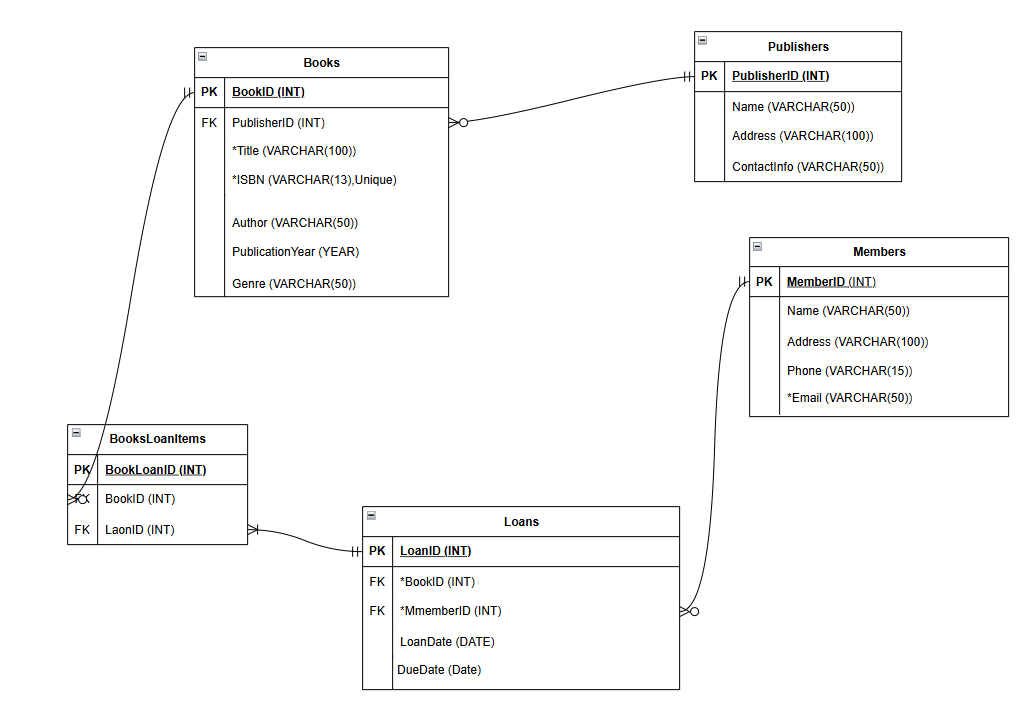 Books
PK BookID (INT)
FK PublisherID (INT)
*Title (VARCHAR(100))
*ISBN (VARCHAR(13),Unique)
Author (VARCHAR(50))
PublicationYear (YEAR)
Genre (VARCHAR(50))
Publishers
PK PublisherID (INT)
Name (VARCHAR(50))
Address (VARCHAR(100))
ContactInfo (VARCHAR(50))
Members
PK MemberID (INT)
Name (VARCHAR(50))
Address (VARCHAR(100))
Phone (VARCHAR(15))
*Email (VARCHAR(50))
BooksLoanItems
PK BookLoanID (INT)
FK BookID (INT)
FK LaonID (INT)
Loans
PK LoanID (INT)
FK *BookID (INT)
FK *MmemberID (INT)
LoanDate (DATE)
DueDate (Date)